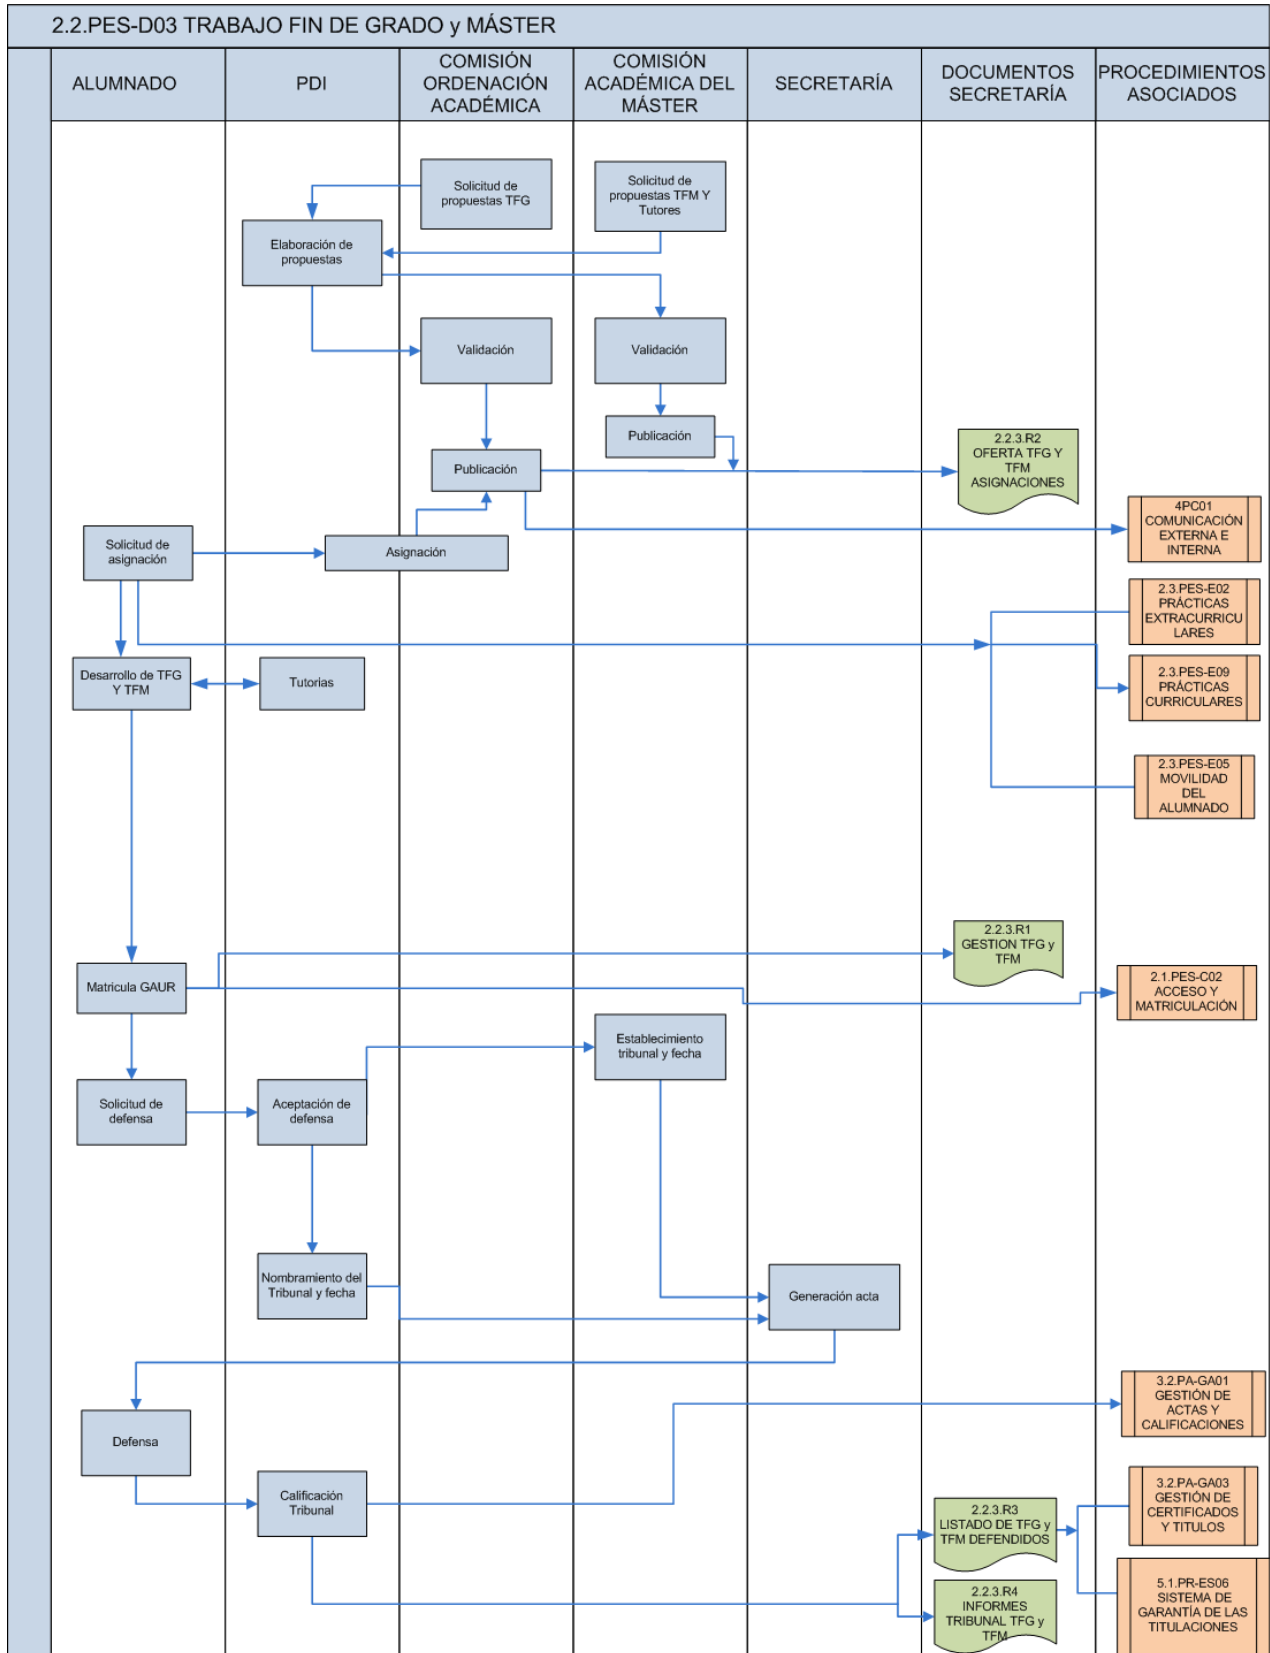 2.2.PES-D03 TRABAJO FIN DE GRADO y MÁSTER
ALUMNADO
PDI
COMISIÓN
ORDENACIÓN
ACADÉMICA
COMISIÓN
ACADÉMICA DEL
MÁSTER
SECRETARÍA
DOCUMENTOS
SECRETARÍA
PROCEDIMIENTOS
ASOCIADOS
Solicitud de
propuestas TFG
Solicitud de
propuestas TFM Y
Tutores
Elaboración de
propuestas
Validación
Validación
Publicación
Publicación
2.2.3.R2
OFERTA TFG Y
TFM
ASIGNACIONES
4PC01
COMUNICACIÓN
EXTERNA E
INTERNA
Solicitud de
asignación
Asignación
2.3.PES-E02
PRÁCTICAS
EXTRACURRICU
LARES
Desarrollo de TFG
Y TFM
Tutorias
2.3.PES-E09
PRÁCTICAS
CURRICULARES
2.3.PES-E05
MOVILIDAD
DEL
ALUMNADO
2.2.3.R1
GESTION TFG y
TFM
Matricula GAUR
2.1.PES-C02
ACCESO Y
MATRICULACIÓN
Establecimiento
tribunal y fecha
Solicitud de
defensa
Aceptación de
defensa
Nombramiento del
Tribunal y fecha
Generación acta
3.2.PA-GA01
GESTIÓN DE
ACTAS Y
CALIFICACIONES
Defensa
Calificación
Tribunal
2.2.3.R3
LISTADO DE TFG y
TFM DEFENDIDOS
3.2.PA-GA03
GESTIÓN DE
CERTIFICADOS
Y TITULOS
2.2.3.R4
INFORMES
TRIBUNAL TFG y
TFM
5.1.PR-ES06
SISTEMA DE
GARANTÍA DE LAS
TITULACIONES